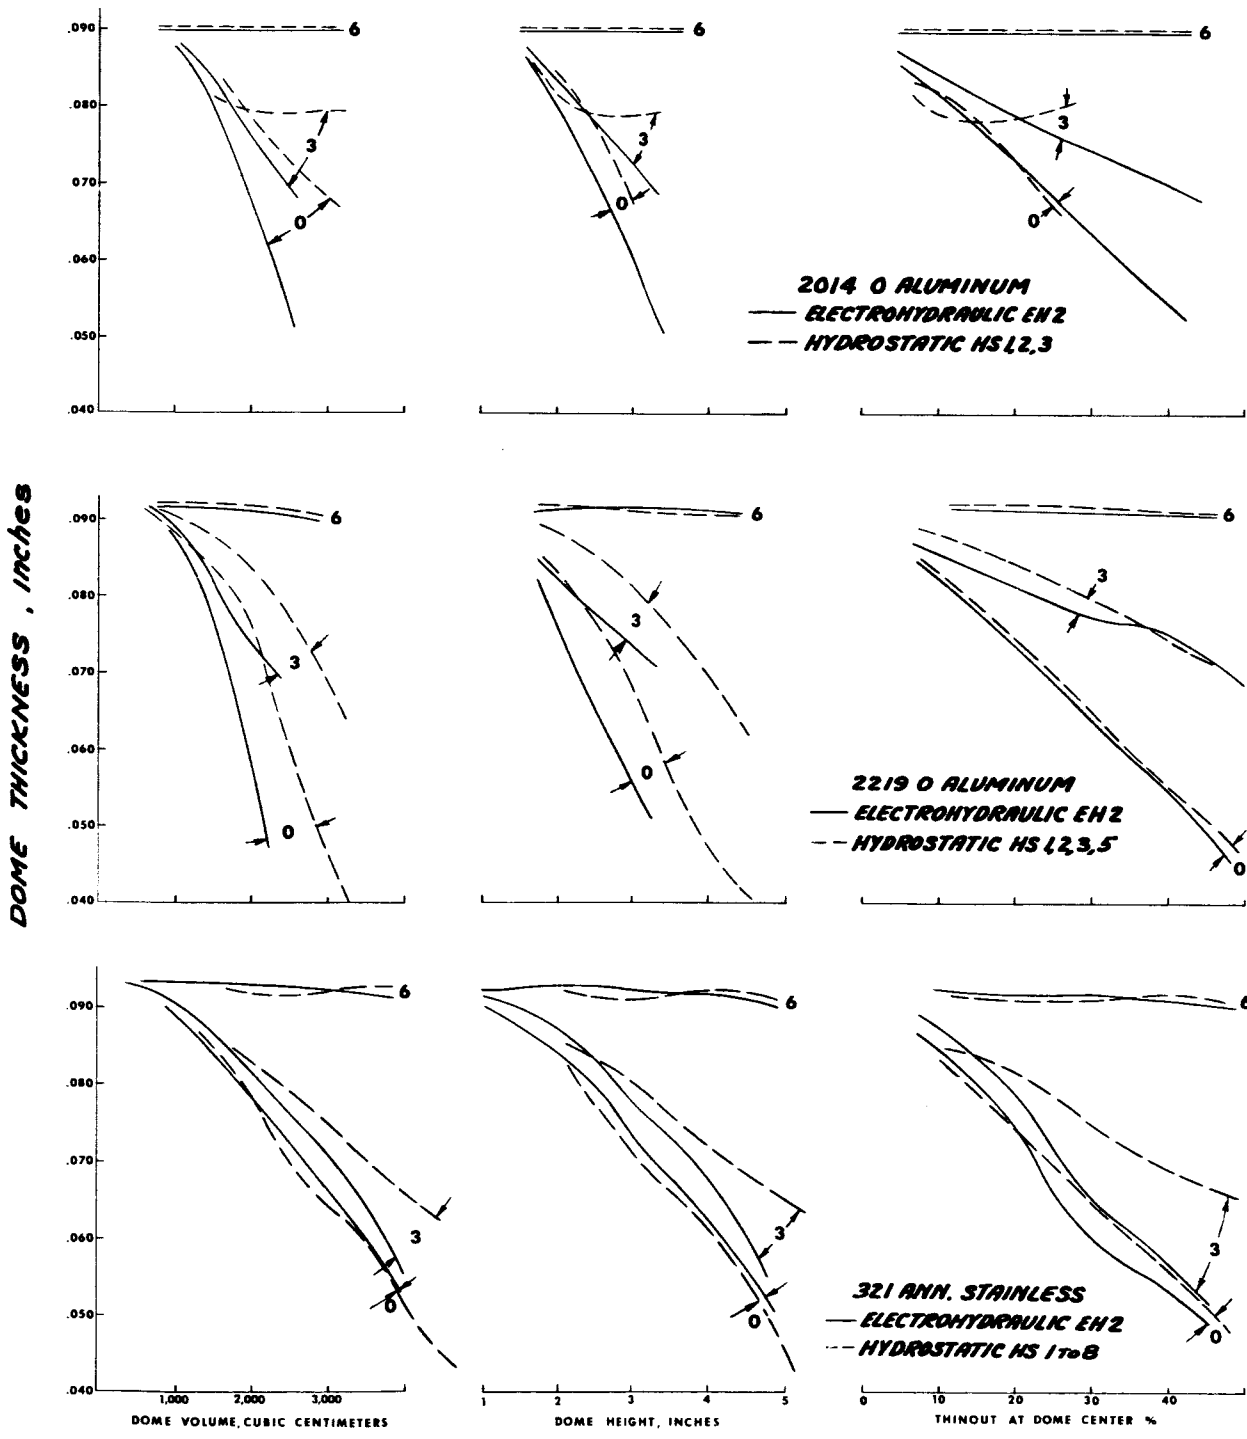 DOME THICKNESS, inches
.090
.080
.070
.060
.050
.040
6
3
0
6
3
0
6
3
0
2014 O ALUMINUM
ELECTROHYDRAULIC EH2
HYDROSTATIC HS 1,2,3
.090
.080
.070
.060
.050
.040
6
3
0
6
3
0
6
3
0
2219 O ALUMINUM
ELECTROHYDRAULIC EH2
HYDROSTATIC HS 1,2,3,5
.090
.080
.070
.060
.050
.040
6
3
0
6
3
0
6
3
0
321 ANN. STAINLESS
ELECTROHYDRAULIC EH2
HYDROSTATIC HS 1 TO 8
1,000 2,000 3,000
DOME VOLUME, CUBIC CENTIMETERS
1 2 3 4 5
DOME HEIGHT, INCHES
0 10 20 30 40
THINOUT AT DOME CENTER %